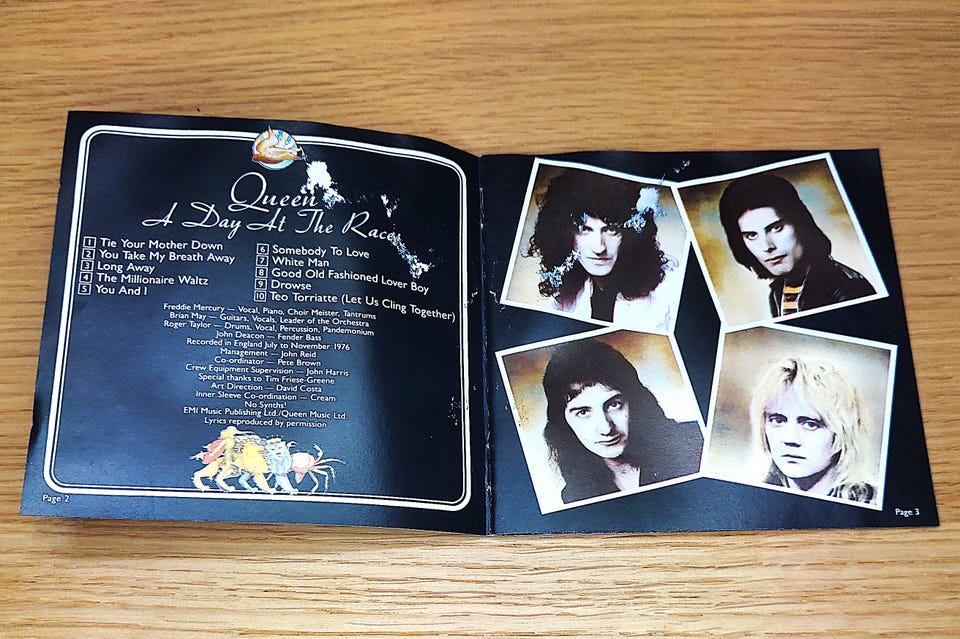 Queen
A Day At The Races
1 Tie Your Mother Down
2 You Take My Breath Away
3 Long Away
4 The Millionaire Waltz
5 You And I
6 Somebody To Love
7 White Man
8 Good Old Fashioned Lover Boy
9 Drowse
10 Teo Torriatte (Let Us Cling Together)
Freddie Mercury — Vocal, Piano, Choir Meister, Tantrums
Brian May — Guitars, Vocals, Leader of the Orchestra
Roger Taylor — Drums, Vocal, Percussion, Pandemonium
John Deacon — Fender Bass
Recorded in England July to November 1976
Management — John Reid
Co-ordinator — Pete Brown
Crew Equipment Supervision — John Harris
Special thanks to Tim Friese-Greene
Art Direction — David Costa
Inner Sleeve Co-ordination — Cream
No Synths!
EMI Music Publishing Ltd./Queen Music Ltd.
Lyrics reproduced by permission
Page 2
Page 3